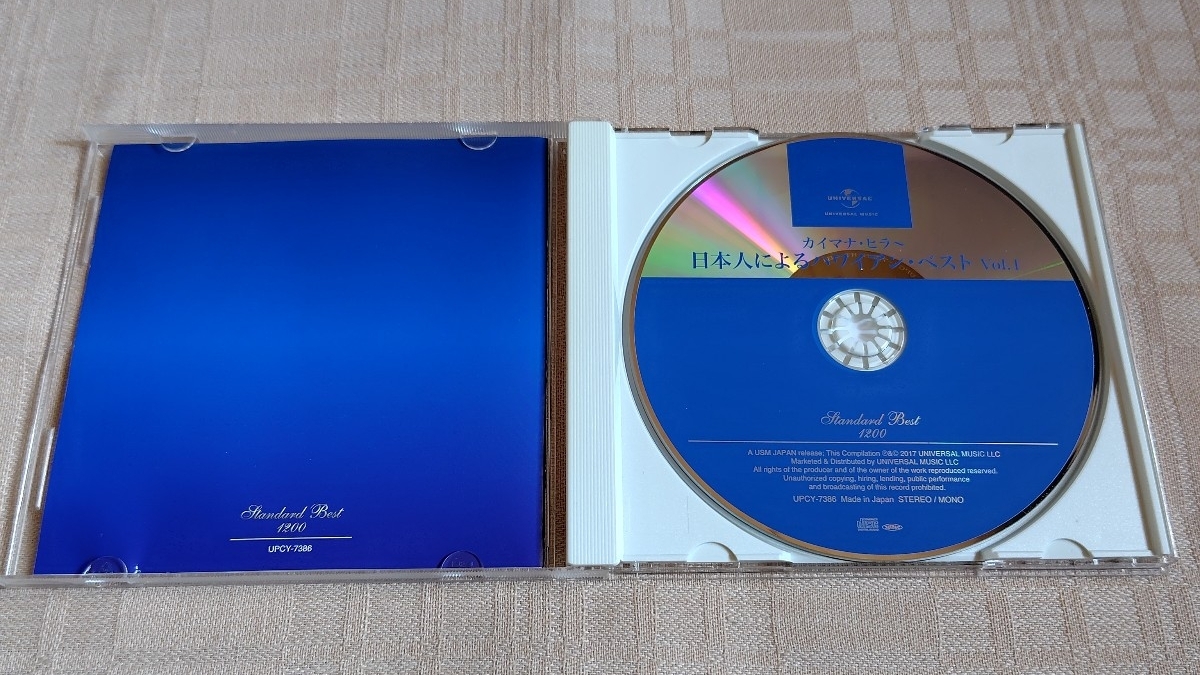 Standard Best
1200
UPCY-7386
UNIVERSAL
UNIVERSAL MUSIC
カイマナ・ヒラ〜
日本人によるハワイアン・ベスト Vol.1
Standard Best
1200
A USM JAPAN release; This Compilation ℗&© 2017 UNIVERSAL MUSIC LLC
Marketed & Distributed by UNIVERSAL MUSIC LLC
All rights of the producer and of the owner of the work reproduced reserved.
Unauthorized copying, hiring, lending, public performance
and broadcasting of this record prohibited.
UPCY-7386 Made in Japan STEREO / MONO